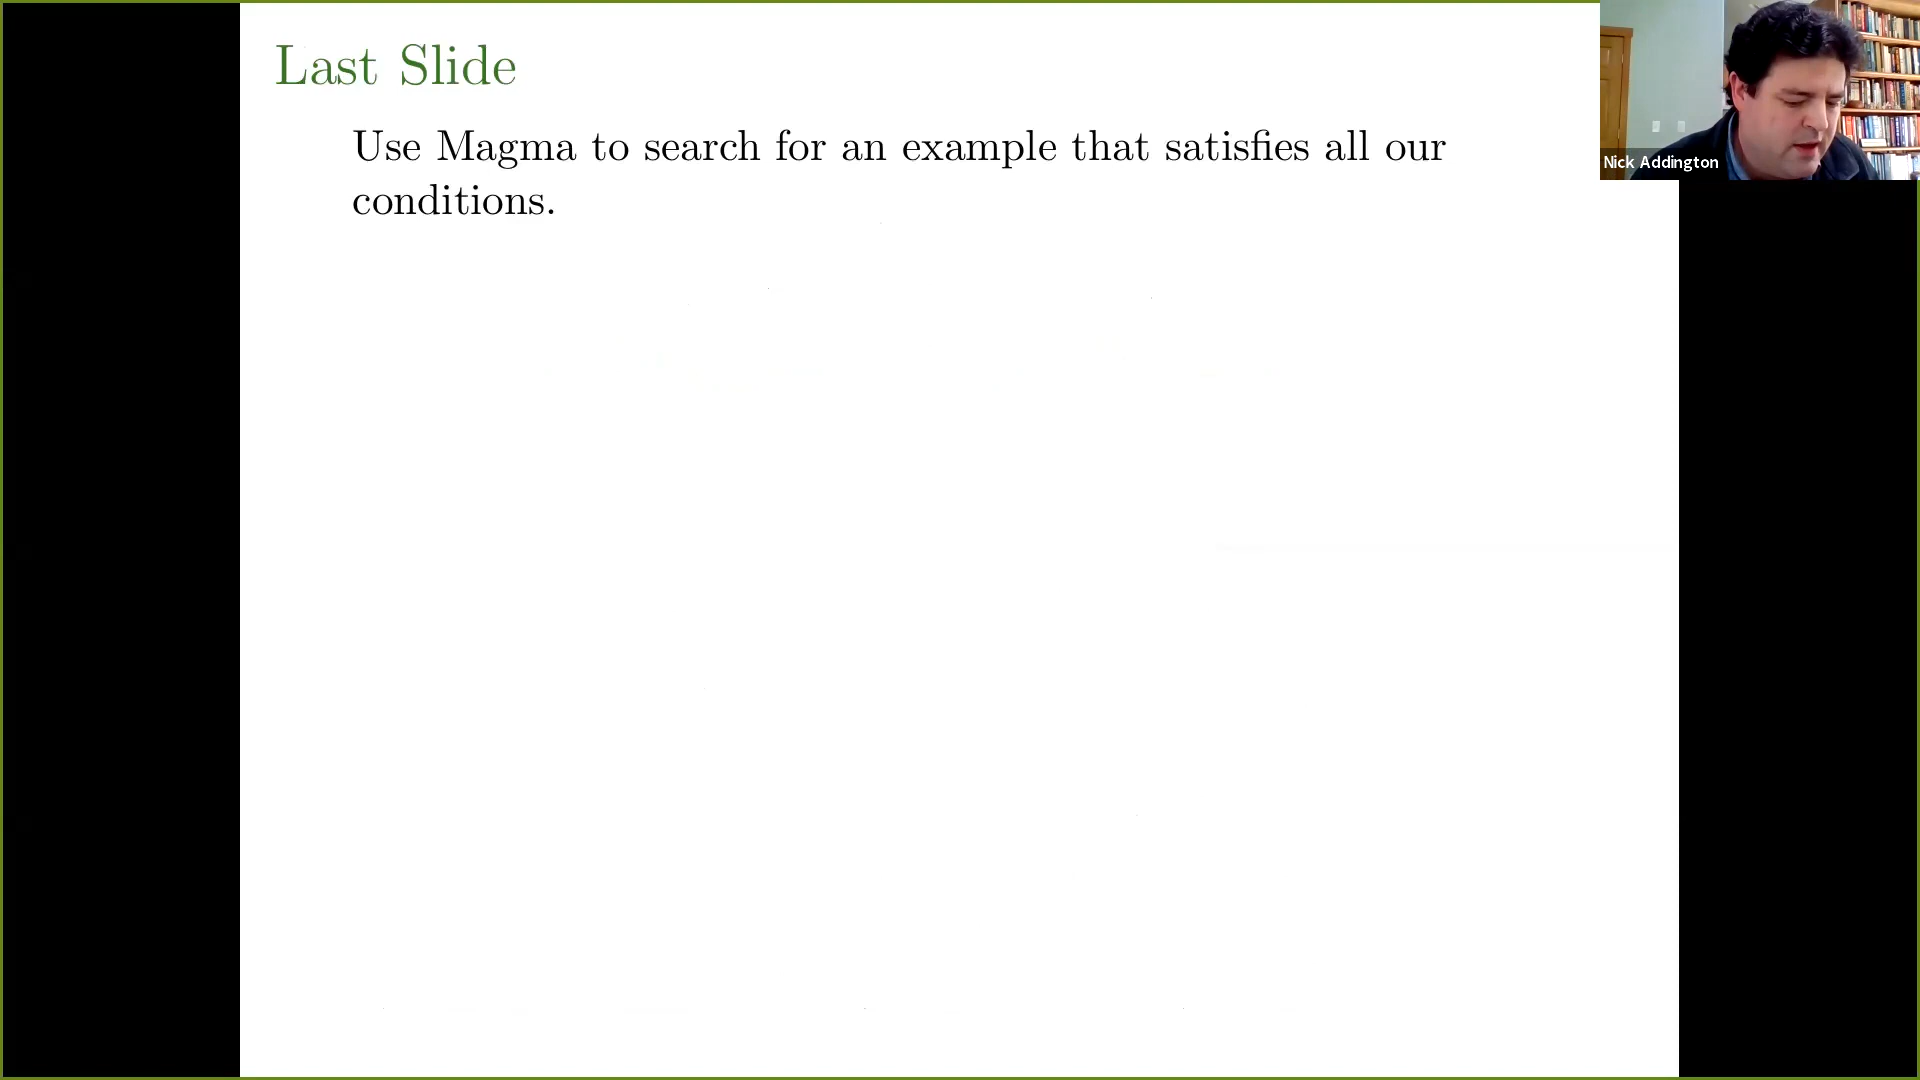 Last Slide
Use Magma to search for an example that satisfies all our
conditions.
Nick Addington